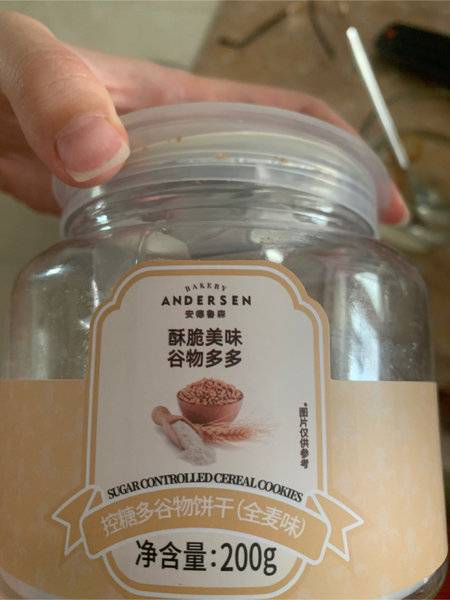 BAKERY
ANDERSEN
安德鲁森
酥脆美味
谷物多多
*图片仅供参考
SUGAR CONTROLLED CEREAL COOKIES
控糖多谷物饼干(全麦味)
净含量:200g